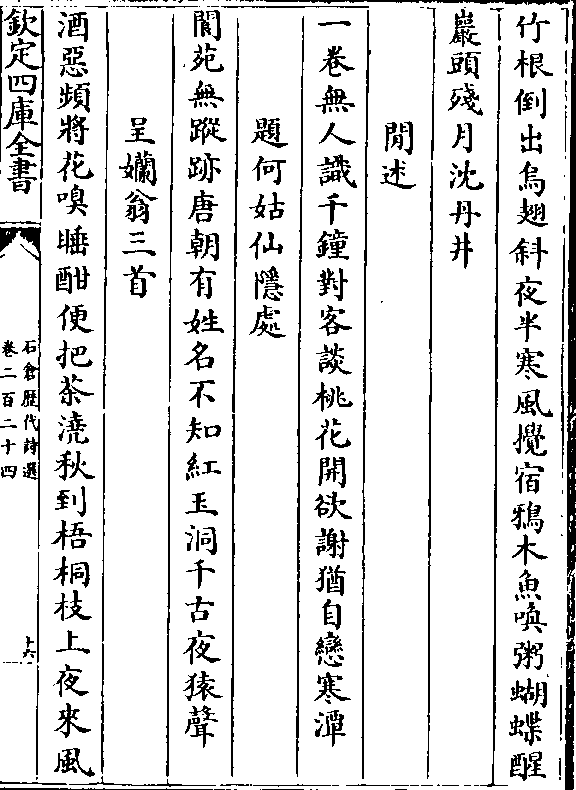 竹根倒出烏翅斜夜半寒風攪宿鴉木魚喚粥蝴蝶醒
巖頭殘月沈丹井
閒述
一卷無人識千鐘對客談桃花開欲謝猶自戀寒潭
題何姑仙隱處
閬苑無蹤跡唐朝有姓名不知紅玉洞千古夜猿聲
呈嬾翁三首
酒惡頻將花嗅睡酣便把茶澆秋到梧桐枝上夜來風
欽定四庫全書
石倉歴代詩選
卷二百二十四
十六